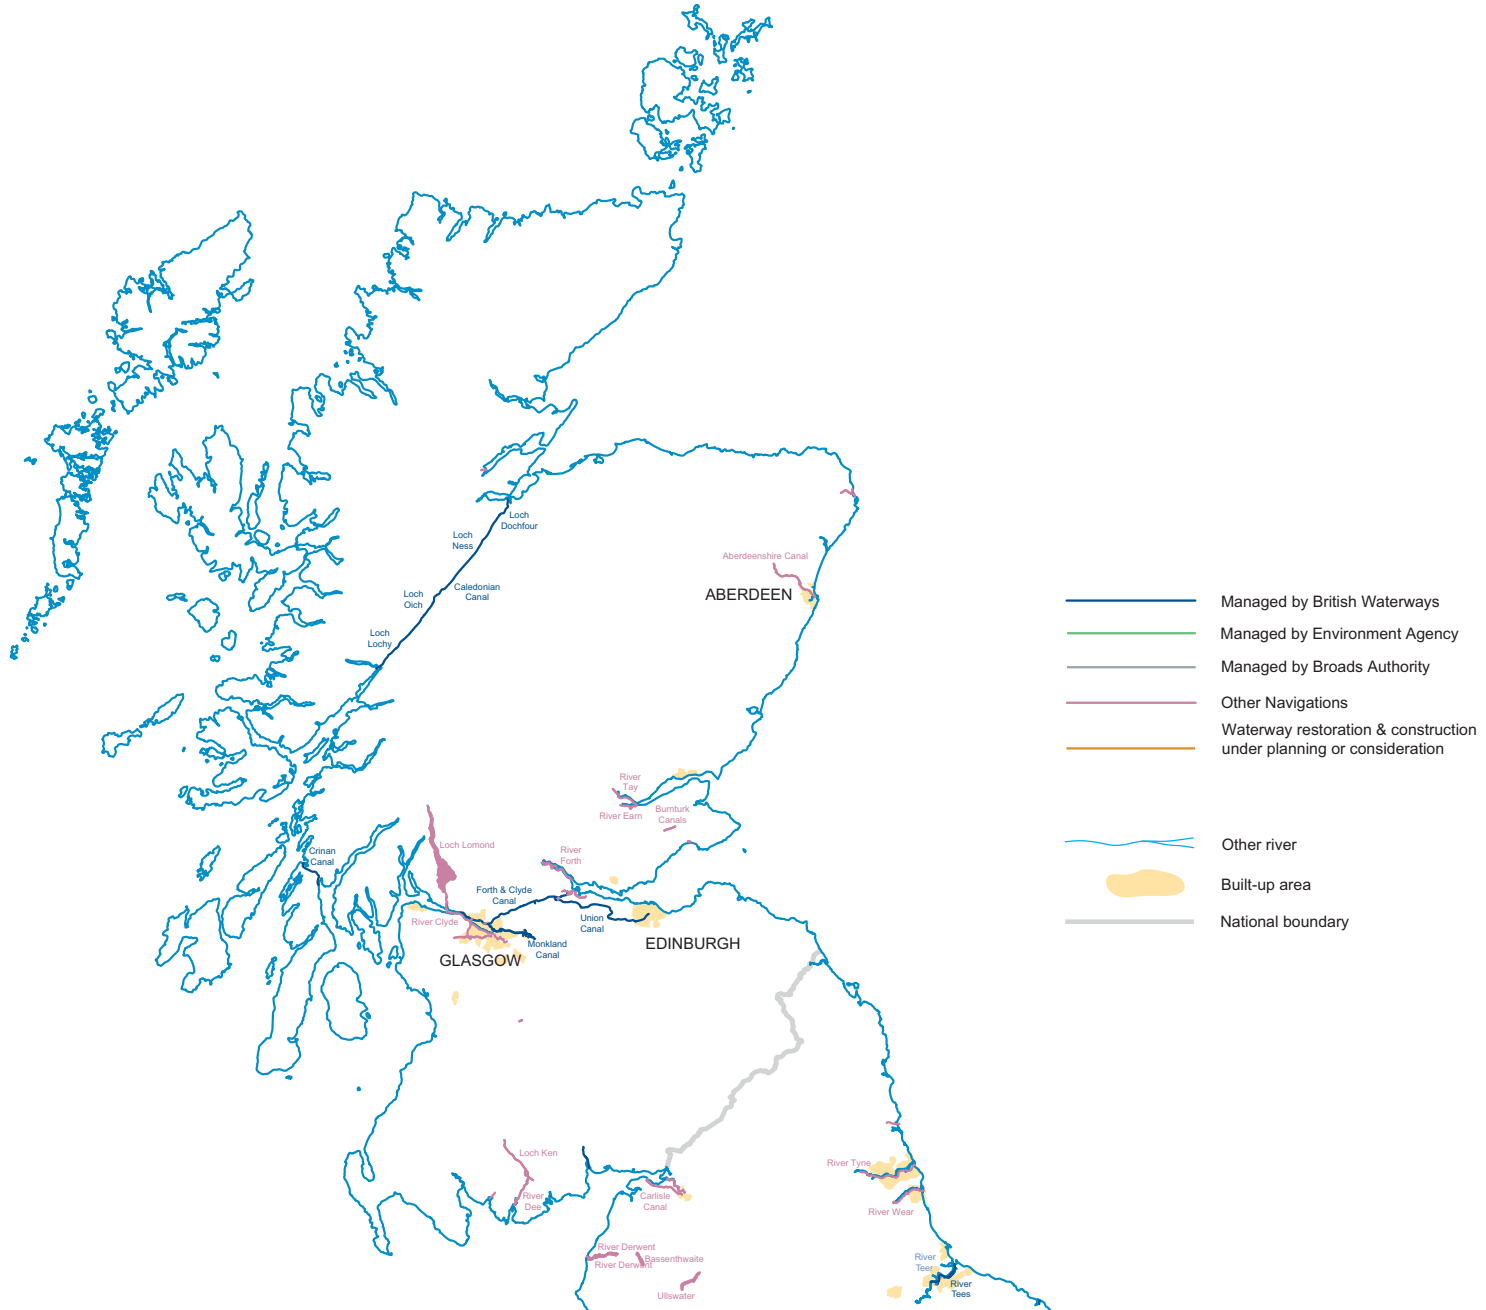 Loch
Dochfour
Loch
Ness
Caledonian
Canal
Loch
Oich
Loch
Lochy
Aberdeenshire Canal
ABERDEEN
Managed by British Waterways
Managed by Environment Agency
Managed by Broads Authority
Other Navigations
Waterway restoration & construction
under planning or consideration
Other river
Built-up area
National boundary
River
Tay
River Earn
Burnturk
Canals
Loch Lomond
River
Forth
Crinan
Canal
Forth & Clyde
Canal
River Clyde
Union
Canal
Monkland
Canal
EDINBURGH
GLASGOW
Loch Ken
River
Dee
Carlisle
Canal
River Tyne
River Wear
River Derwent
River Derwent
Bassenthwaite
Ullswater
River
Tees
River
Tees